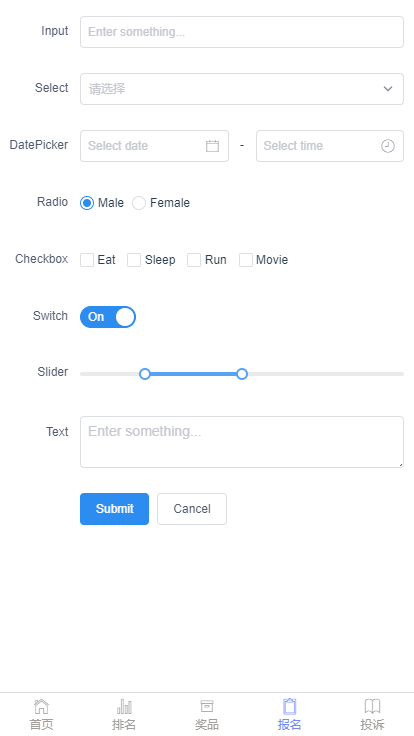 Input Enter something...
Select 请选择
DatePicker Select date - Select time
Radio Male Female
Checkbox Eat Sleep Run Movie
Switch On
Slider
Text Enter something...
Submit Cancel
首页 排名 奖品 报名 投诉